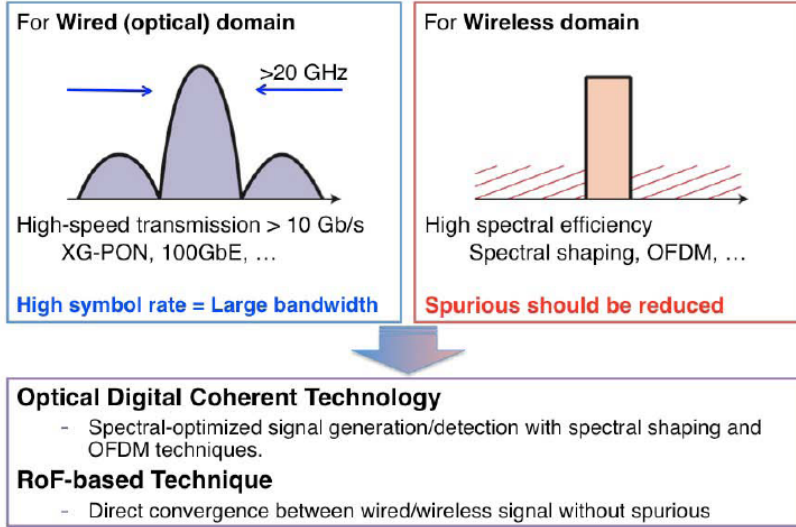 For Wired (optical) domain
>20 GHz
High-speed transmission > 10 Gb/s
XG-PON, 100GbE, …
High symbol rate = Large bandwidth
For Wireless domain
High spectral efficiency
Spectral shaping, OFDM, …
Spurious should be reduced
Optical Digital Coherent Technology
- Spectral-optimized signal generation/detection with spectral shaping and
OFDM techniques.
RoF-based Technique
- Direct convergence between wired/wireless signal without spurious